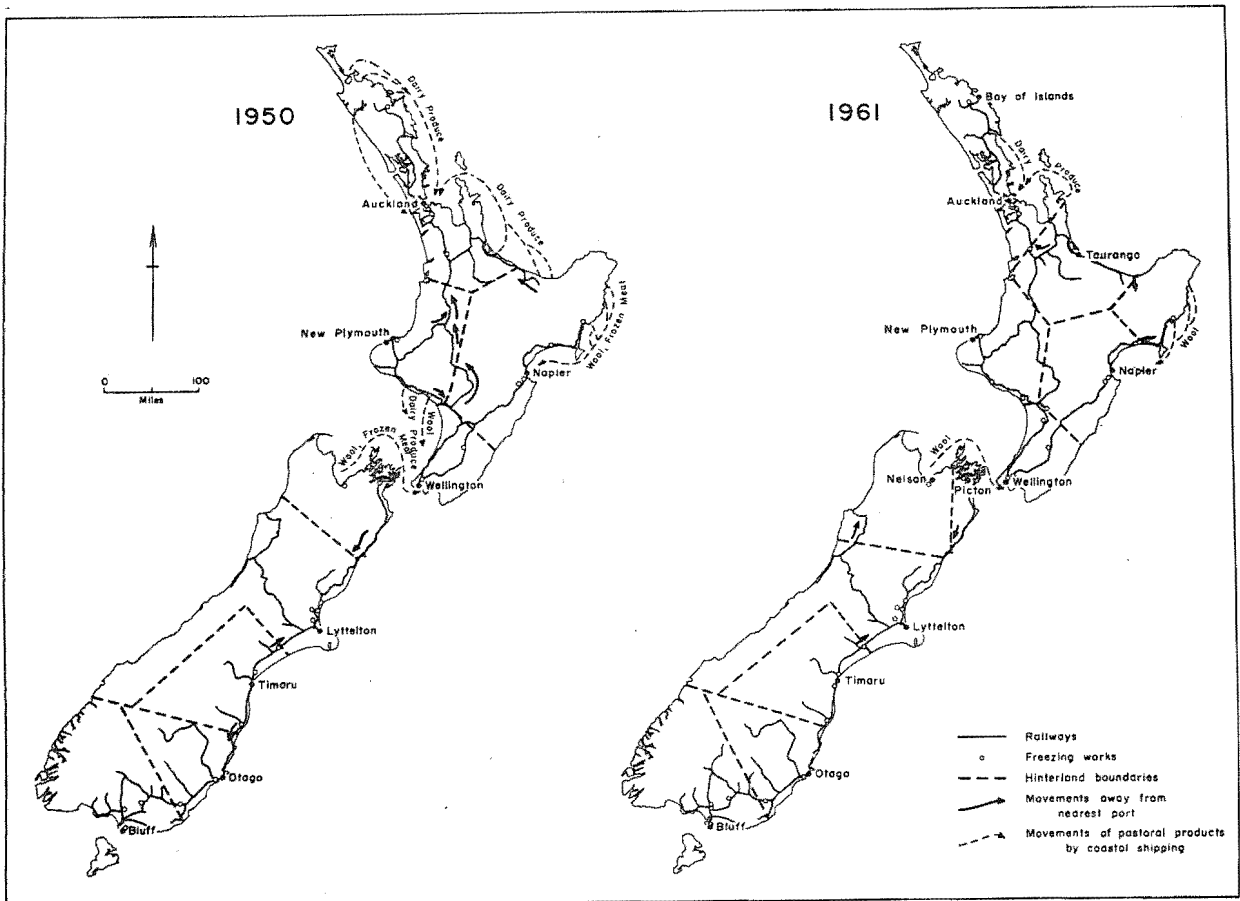 1950
Dairy Produce
Auckland
Dairy Produce
Wool, Frozen Meat
New Plymouth
Napier
0 100
Miles
Dairy Produce
Wool
Wool, Frozen Meat
Wellington
Lyttelton
Timaru
Otago
Bluff
1961
Bay of Islands
Dairy Produce
Auckland
Tauranga
New Plymouth
Napier
Wool
Wool
Nelson
Picton
Wellington
Lyttelton
Timaru
Otago
Bluff
Railways
Freezing works
Hinterland boundaries
Movements away from
nearest port
Movements of pastoral products
by coastal shipping